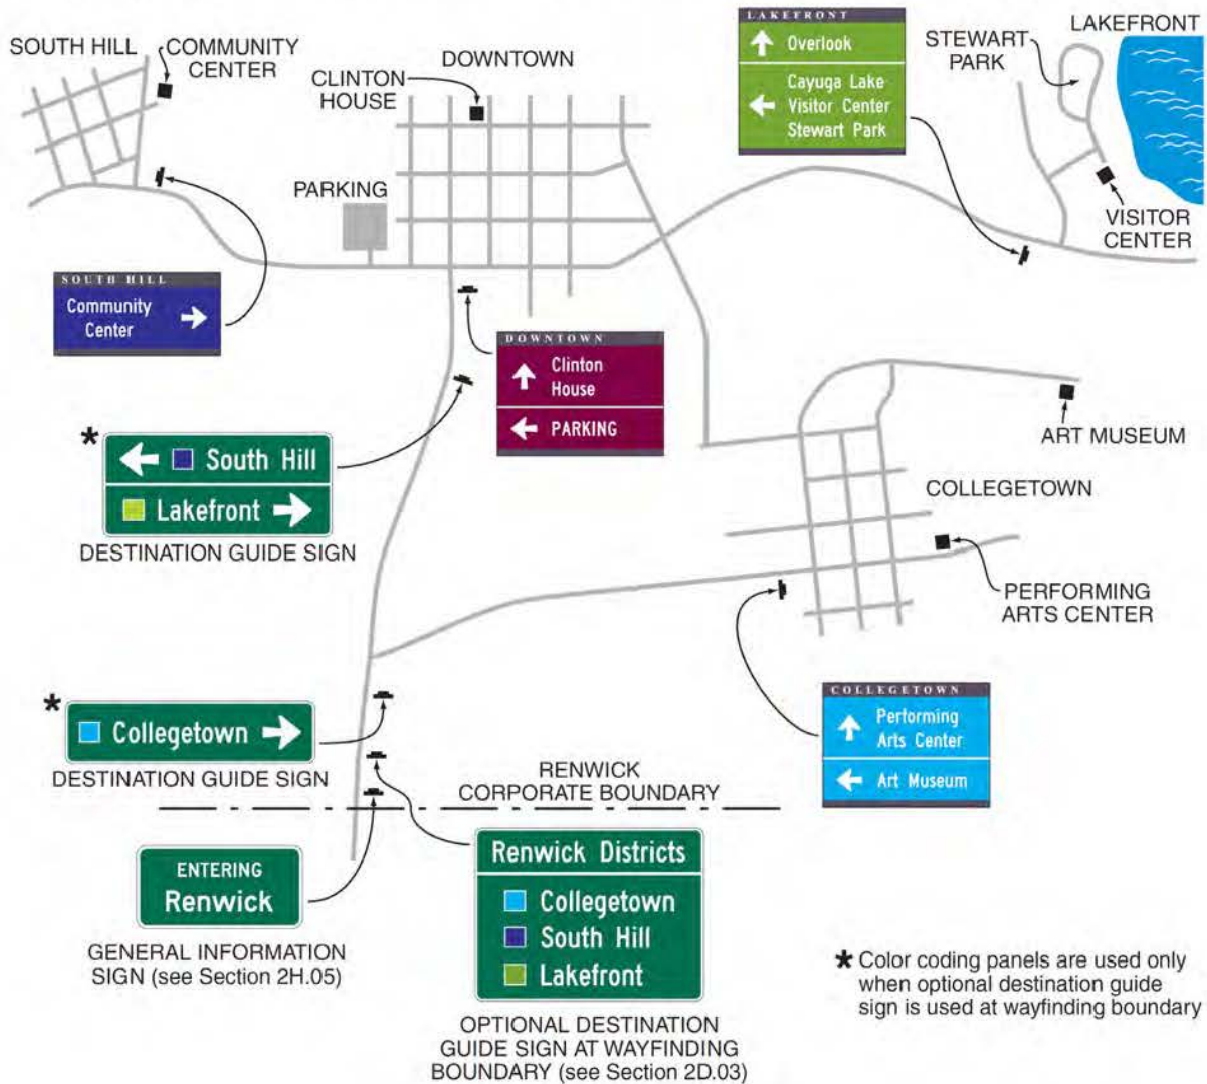 SOUTH HILL
COMMUNITY
CENTER
CLINTON
HOUSE
DOWNTOWN
PARKING
LAKEFRONT
Overlook
Cayuga Lake
Visitor Center
Stewart Park
STEWART
PARK
LAKEFRONT
VISITOR
CENTER
SOUTH HILL
Community
Center
DOWNTOWN
Clinton
House
PARKING
* South Hill
Lakefront
DESTINATION GUIDE SIGN
ART MUSEUM
COLLEGETOWN
PERFORMING
ARTS CENTER
COLLEGETOWN
Performing
Arts Center
Art Museum
* Collegetown
DESTINATION GUIDE SIGN
RENWICK
CORPORATE BOUNDARY
ENTERING
Renwick
GENERAL INFORMATION
SIGN (see Section 2H.05)
Renwick Districts
Collegetown
South Hill
Lakefront
OPTIONAL DESTINATION
GUIDE SIGN AT WAYFINDING
BOUNDARY (see Section 2D.03)
* Color coding panels are used only
when optional destination guide
sign is used at wayfinding boundary